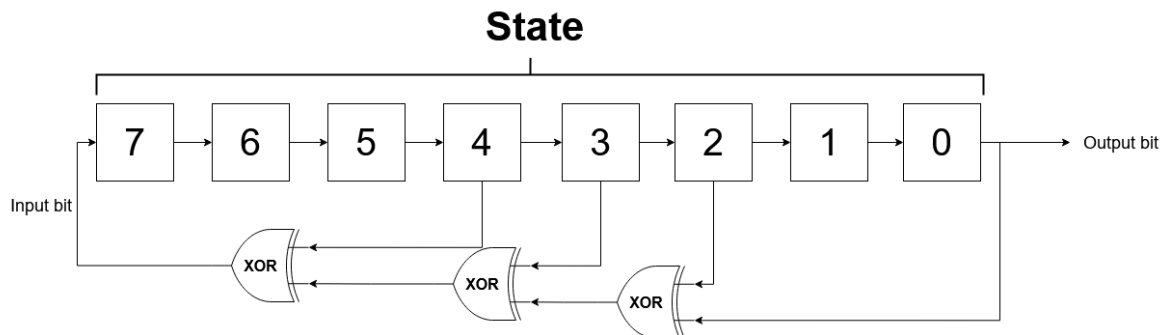 State
7 6 5 4 3 2 1 0
Output bit
Input bit
XOR
XOR
XOR